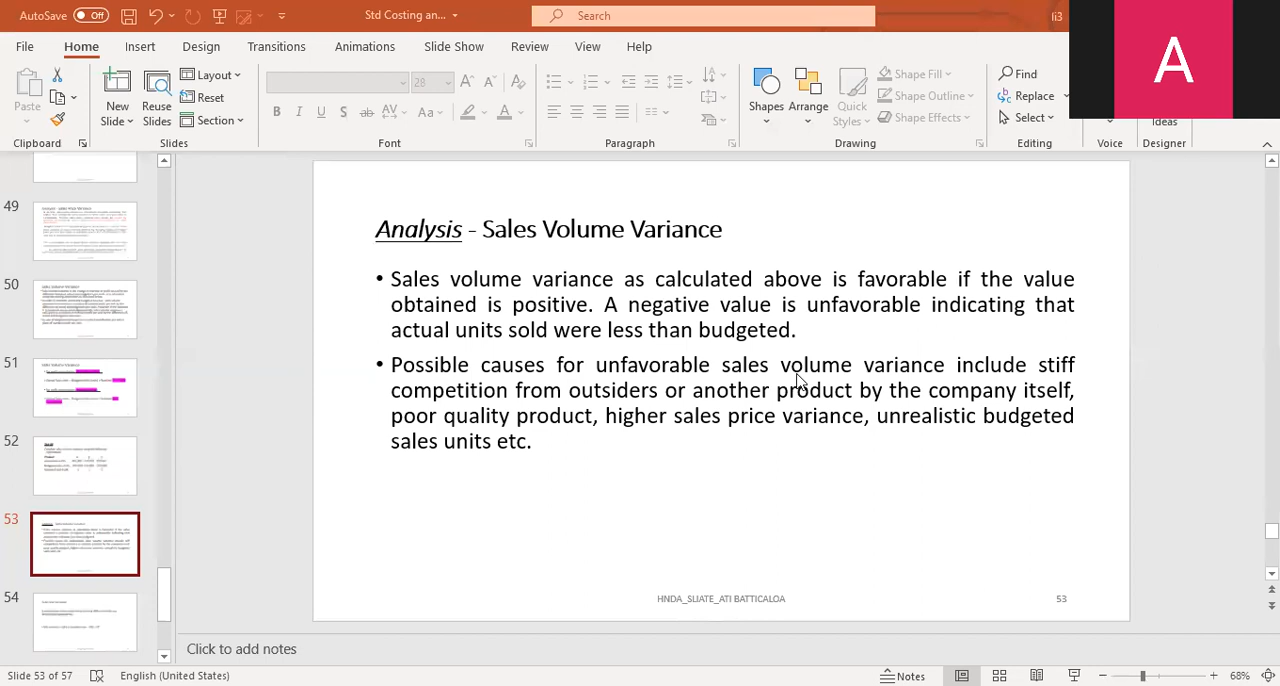 AutoSave Off
Std Costing an...
Search
li3
A
File Home Insert Design Transitions Animations Slide Show Review View Help
Paste
New Slide
Reuse Slides
Layout
Reset
Section
28
B I U S ab AV Aa A
Shapes
Arrange
Quick Styles
Shape Fill
Shape Outline
Shape Effects
Find
Replace
Select
Ideas
Clipboard Slides Font Paragraph Drawing Editing Voice Designer
49
50
51
52
53
54
Analysis - Sales Volume Variance
• Sales volume variance as calculated above is favorable if the value
obtained is positive. A negative value is unfavorable indicating that
actual units sold were less than budgeted.
• Possible causes for unfavorable sales volume variance include stiff
competition from outsiders or another product by the company itself,
poor quality product, higher sales price variance, unrealistic budgeted
sales units etc.
HNDA_SLIATE_ATI BATTICALOA
53
Click to add notes
Slide 53 of 57 English (United States) Notes 68%